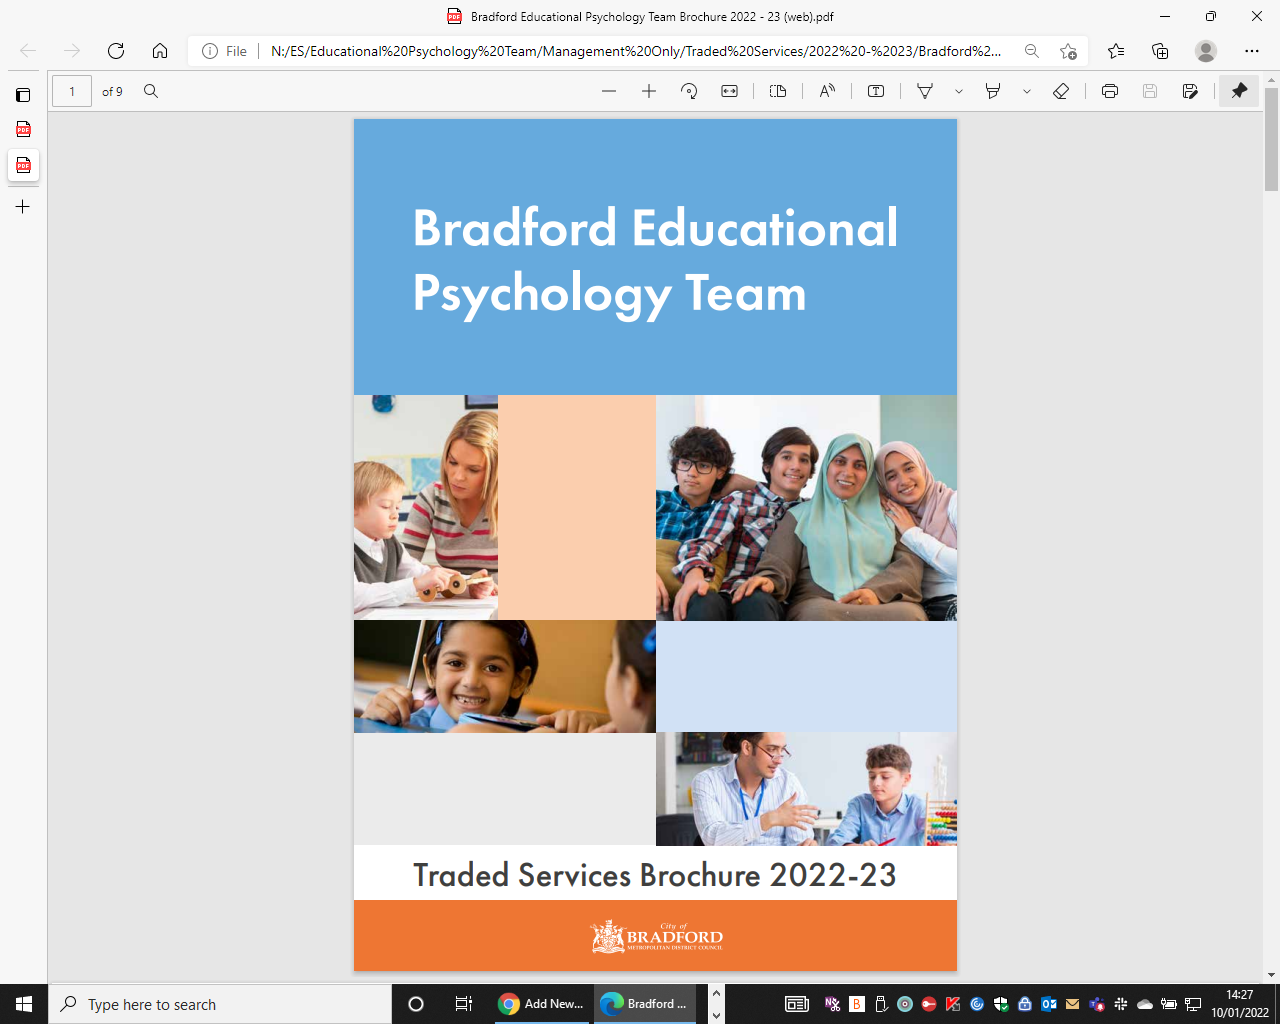 Bradford Educational Psychology Team Brochure 2022 - 23 (web).pdf
File
N:/ES/Educational%20Psychology%20Team/Management%20Only/Traded%20Services/2022%20-%2023/Bradford%2...
1
of 9
Bradford Educational
Psychology Team
Traded Services Brochure 2022-23
City of
BRADFORD
METROPOLITAN DISTRICT COUNCIL
Type here to search
Add New...
Bradford ...
14:27
10/01/2022